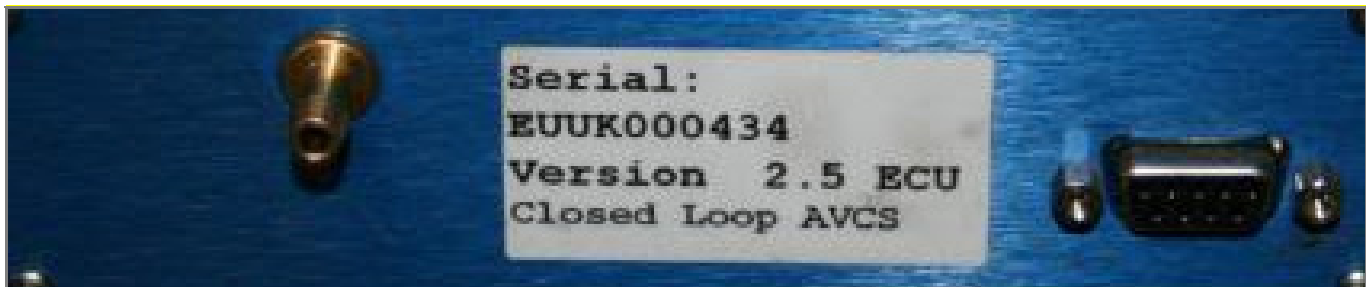 Serial:
EUUK000434
Version 2.5 ECU
Closed Loop AVCS